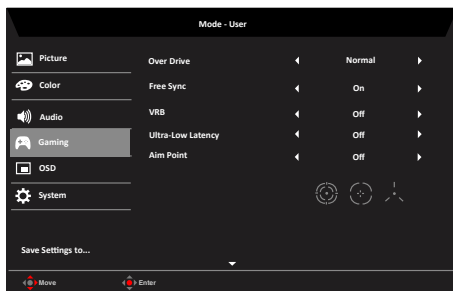 Mode - User
Picture
Color
Audio
Gaming
OSD
System
Save Settings to...
Over Drive Normal
Free Sync On
VRB Off
Ultra-Low Latency Off
Aim Point Off
Move Enter